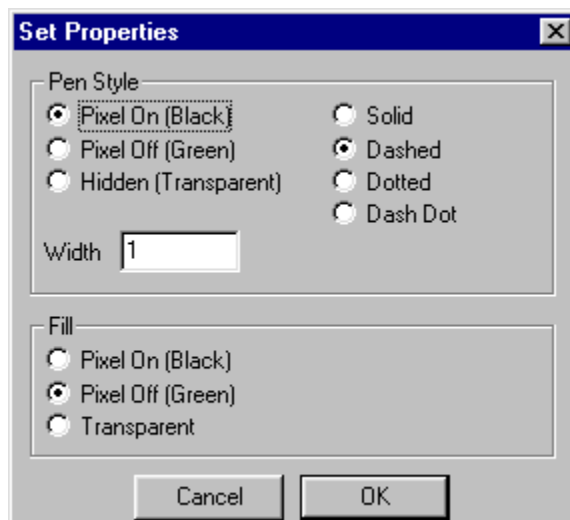 Set Properties
Pen Style
Pixel On (Black)
Pixel Off (Green)
Hidden (Transparent)
Solid
Dashed
Dotted
Dash Dot
Width 1
Fill
Pixel On (Black)
Pixel Off (Green)
Transparent
Cancel OK